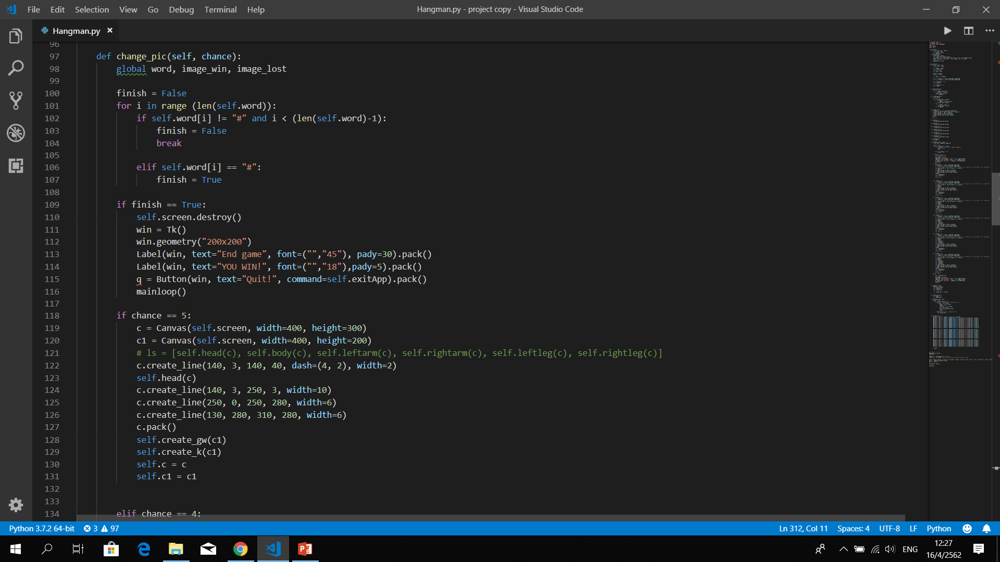 File Edit Selection View Go Debug Terminal Help
Hangman.py - project copy - Visual Studio Code
Hangman.py
96
97 def change_pic(self, chance):
98 global word, image_win, image_lost
99
100 finish = False
101 for i in range (len(self.word)):
102 if self.word[i] != "#" and i < (len(self.word)-1):
103 finish = False
104 break
105
106 elif self.word[i] == "#":
107 finish = True
108
109 if finish == True:
110 self.screen.destroy()
111 win = Tk()
112 win.geometry("200x200")
113 Label(win, text="End game", font=("","45"), pady=30).pack()
114 Label(win, text="YOU WIN!", font=("","18"),pady=5).pack()
115 q = Button(win, text="Quit!", command=self.exitApp).pack()
116 mainloop()
117
118 if chance == 5:
119 c = Canvas(self.screen, width=400, height=300)
120 c1 = Canvas(self.screen, width=400, height=200)
121 # ls = [self.head(c), self.body(c), self.leftarm(c), self.rightarm(c), self.leftleg(c), self.rightleg(c)]
122 c.create_line(140, 3, 140, 40, dash=(4, 2), width=2)
123 self.head(c)
124 c.create_line(140, 3, 250, 3, width=10)
125 c.create_line(250, 0, 250, 280, width=6)
126 c.create_line(130, 280, 310, 280, width=6)
127 c.pack()
128 self.create_gw(c1)
129 self.create_k(c1)
130 self.c = c
131 self.c1 = c1
132
133
134 elif chance == 4:
Python 3.7.2 64-bit 3 97
Ln 312, Col 11 Spaces: 4 UTF-8 LF Python
ENG
12:27
16/4/2562